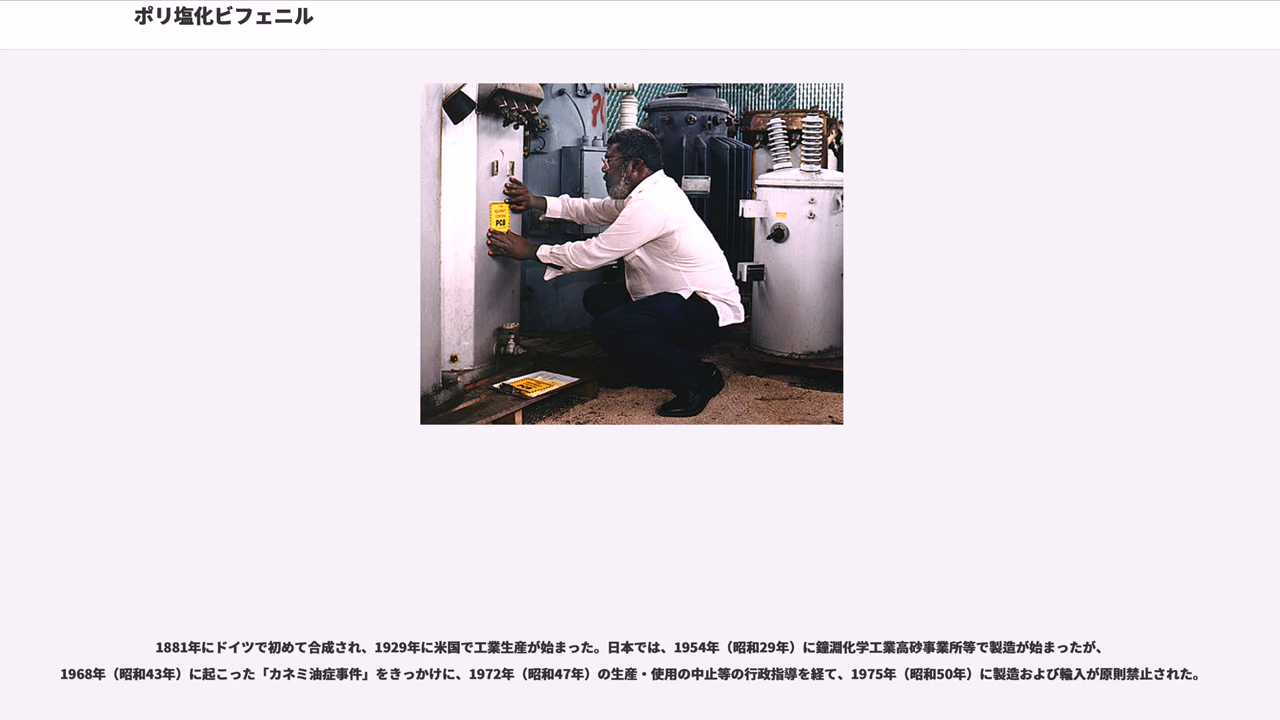 ポリ塩化ビフェニル
PCB
1881年にドイツで初めて合成され、1929年に米国で工業生産が始まった。日本では、1954年（昭和29年）に鐘淵化学工業高砂事業所等で製造が始まったが、
1968年（昭和43年）に起こった「カネミ油症事件」をきっかけに、1972年（昭和47年）の生産・使用の中止等の行政指導を経て、1975年（昭和50年）に製造および輸入が原則禁止された。